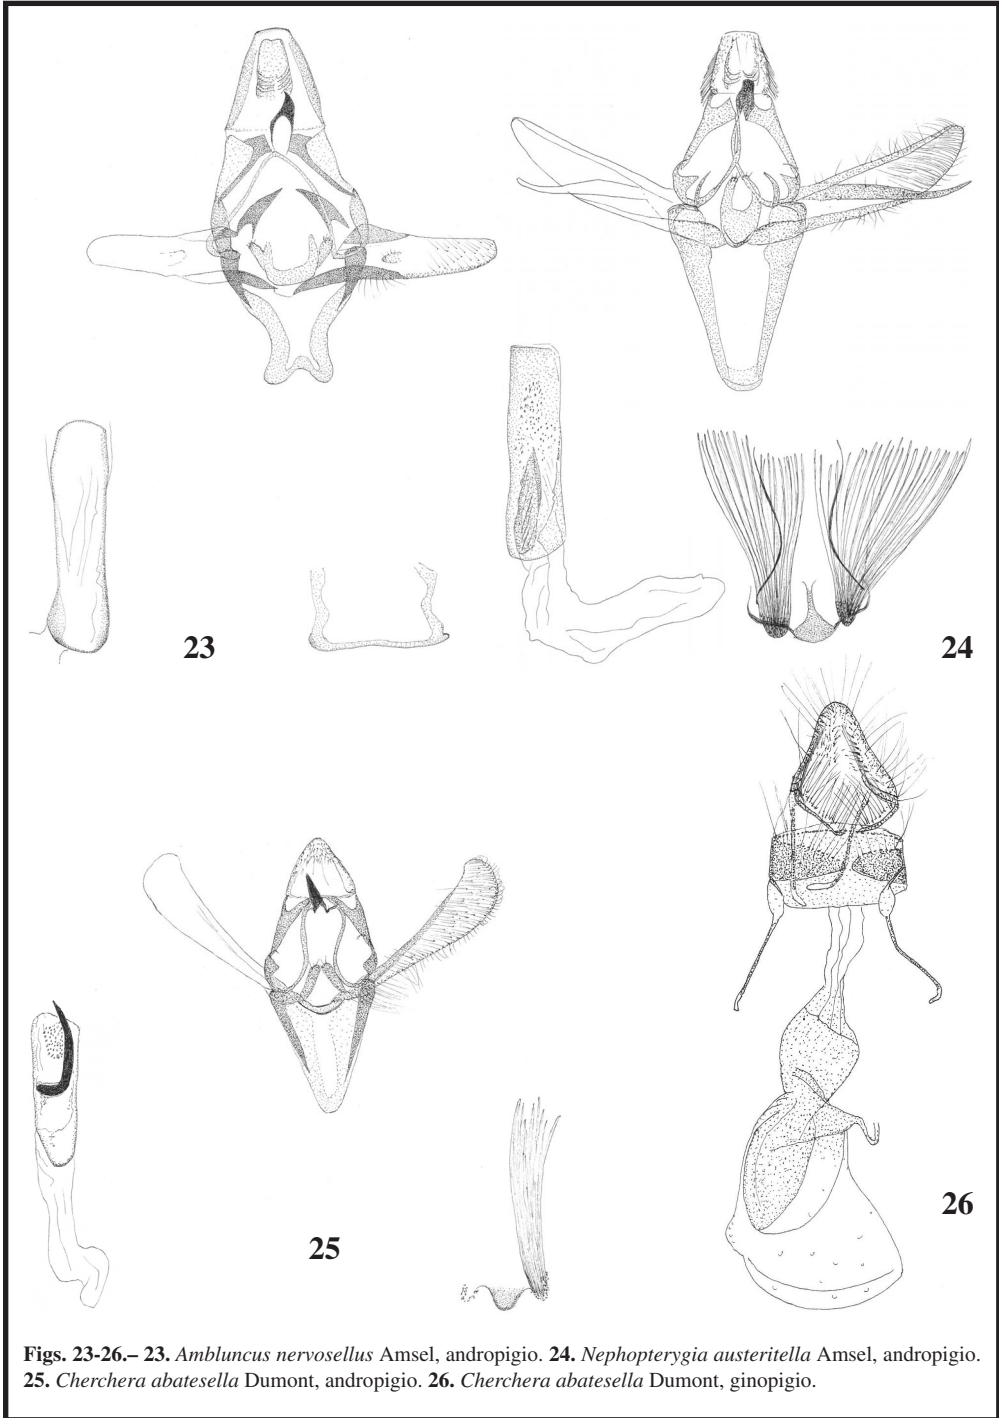 23
24
25
26
Figs. 23-26.– 23. Ambluncus nervosellus Amsel, andropigio. 24. Nephopterygia austeritella Amsel, andropigio.
25. Cherchera abatesella Dumont, andropigio. 26. Cherchera abatesella Dumont, ginopigio.